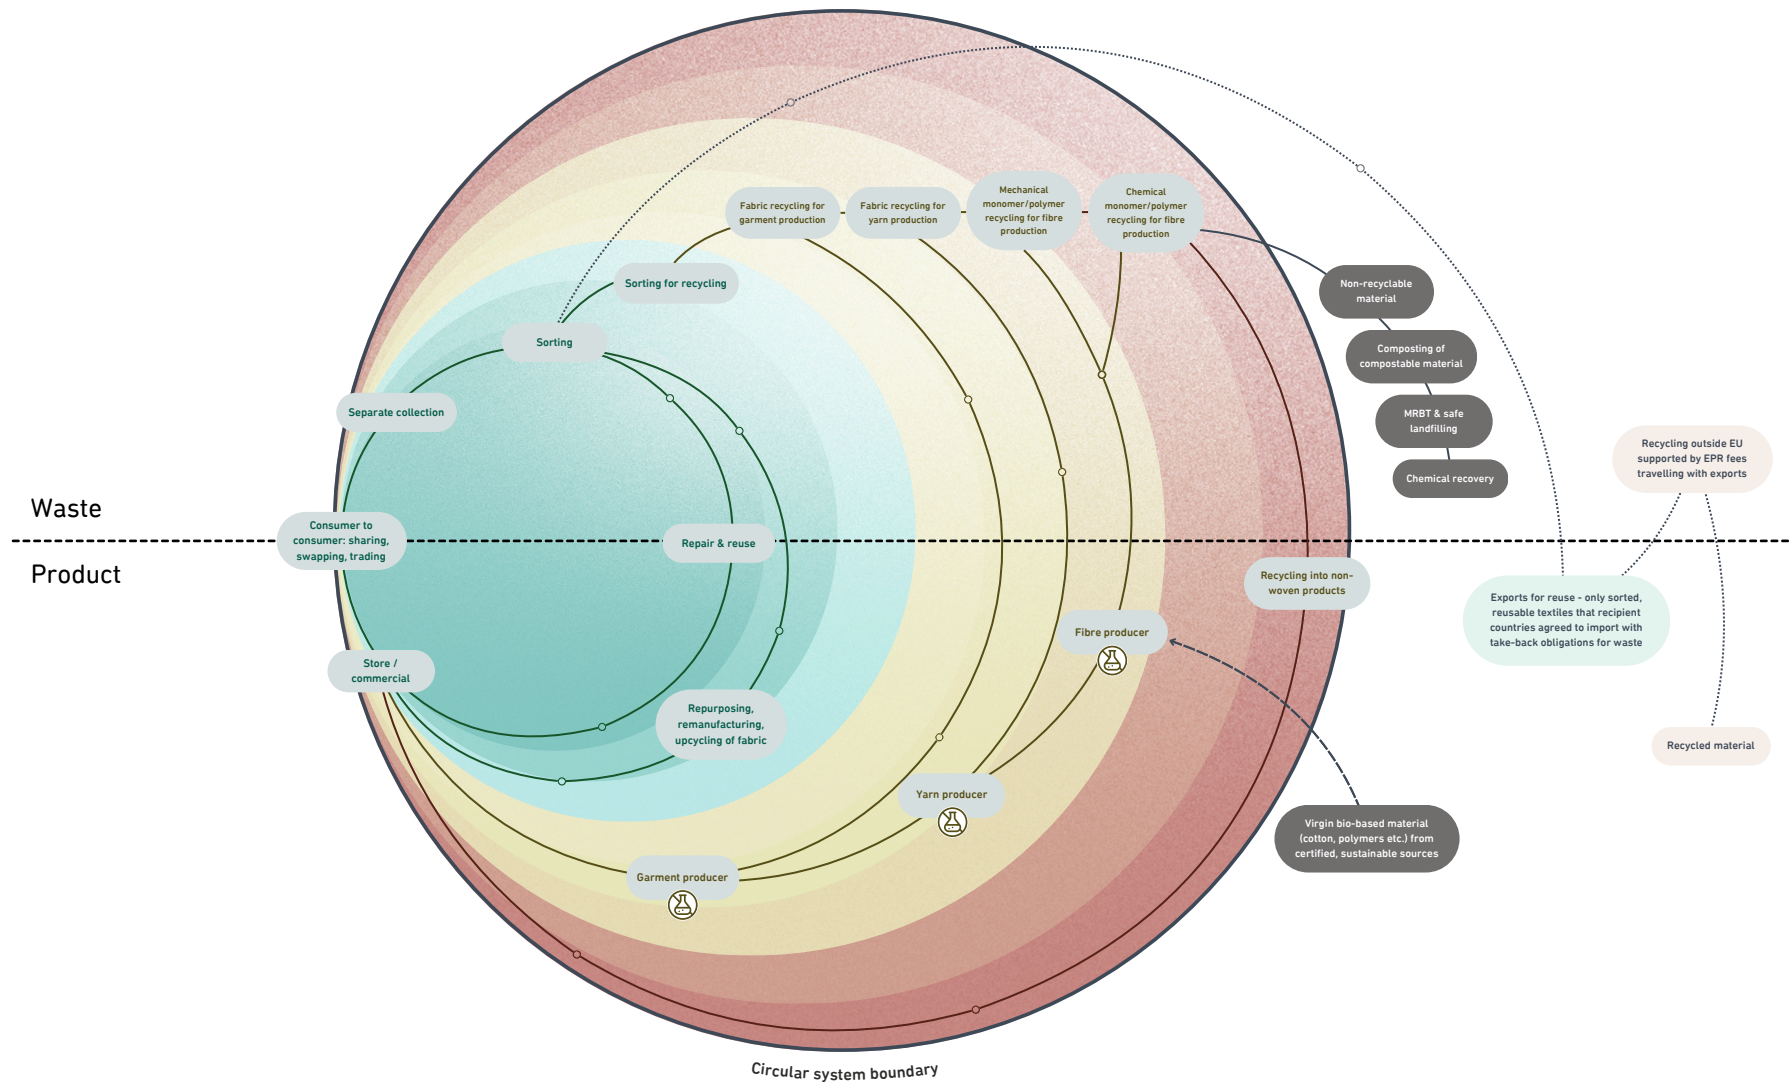 Fabric recycling for
garment production
Fabric recycling for
yarn production
Mechanical
monomer/polymer
recycling for fibre
production
Chemical
monomer/polymer
recycling for fibre
production
Sorting for recycling
Non-recyclable
material
Sorting
Composting of
compostable material
Separate collection
MRBT & safe
landfilling
Chemical recovery
Recycling outside EU
supported by EPR fees
travelling with exports
Waste
Consumer to
consumer: sharing,
swapping, trading
Repair & reuse
Product
Recycling into non-
woven products
Exports for reuse - only sorted,
reusable textiles that recipient
countries agreed to import with
take-back obligations for waste
Fibre producer
Store /
commercial
Repurposing,
remanufacturing,
upcycling of fabric
Recycled material
Yarn producer
Virgin bio-based material
(cotton, polymers etc.) from
certified, sustainable sources
Garment producer
Circular system boundary